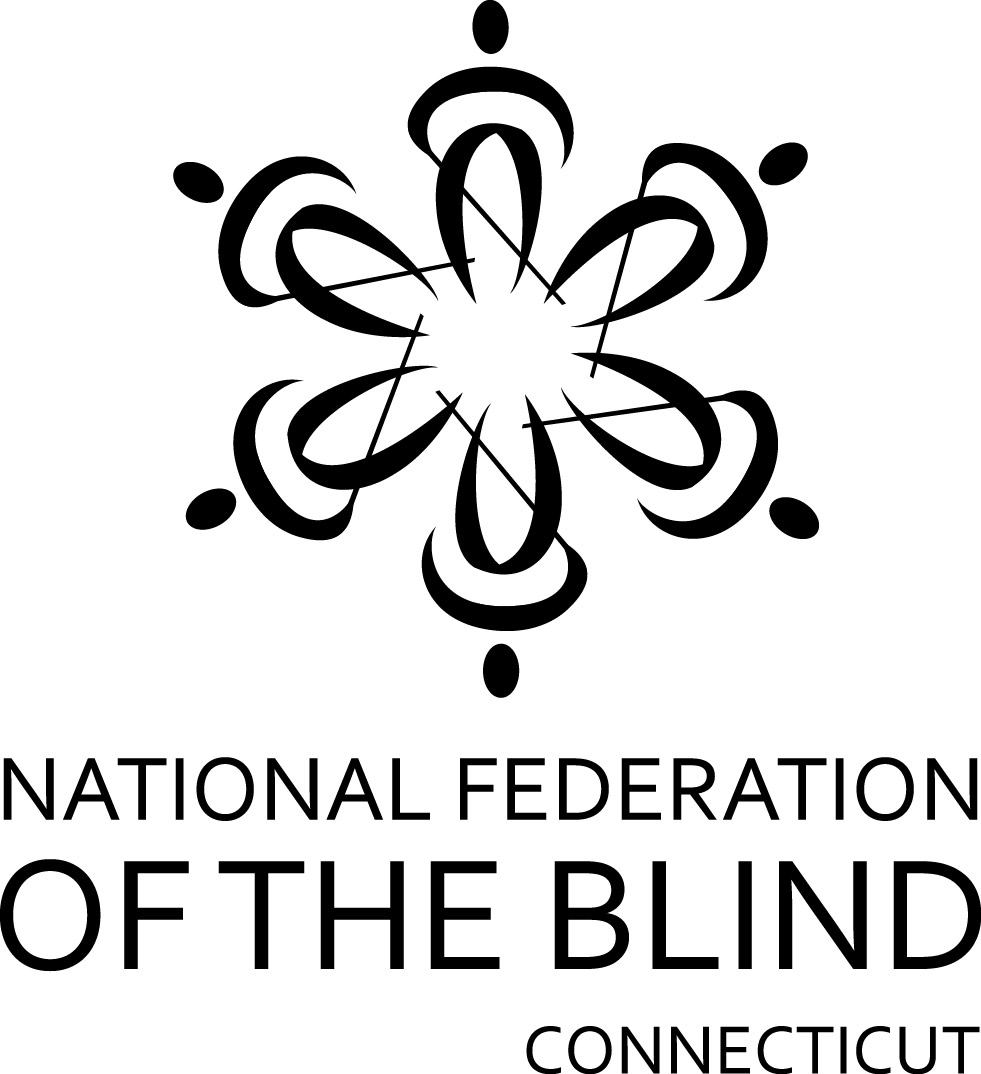 NATIONAL FEDERATION
OF THE BLIND
CONNECTICUT